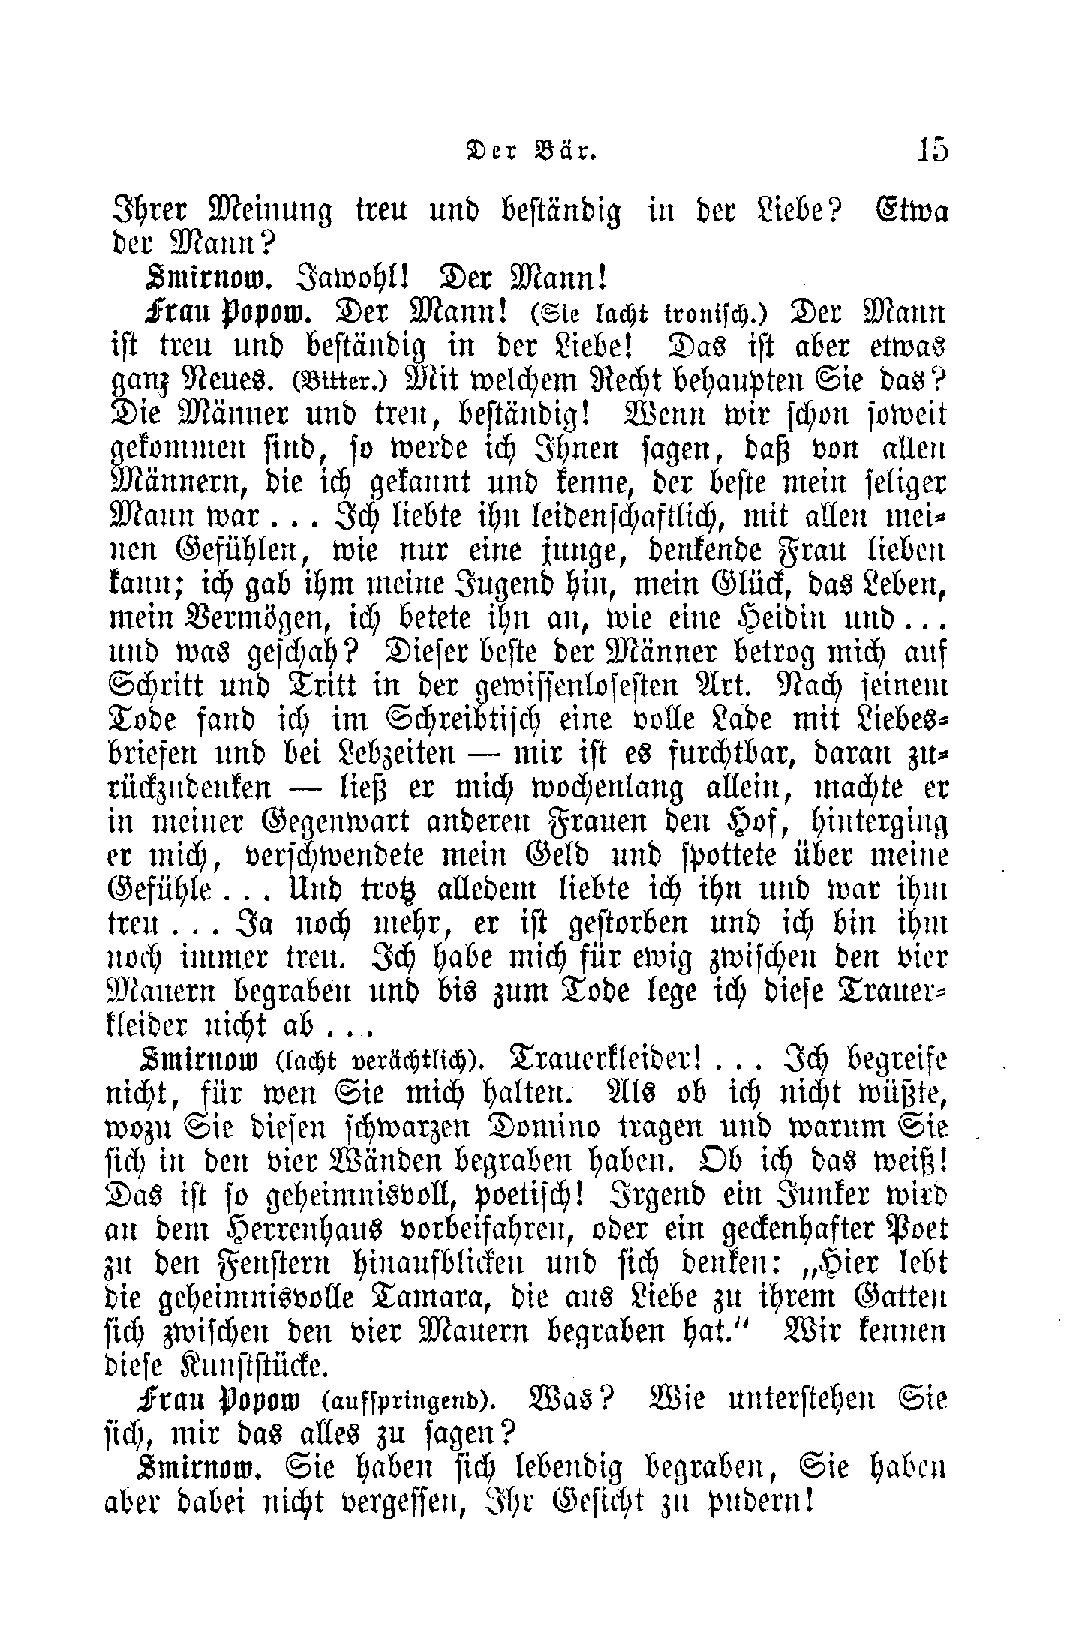 Der Bär. 15
Ihrer Meinung treu und beständig in der Liebe? Etwa
der Mann?
Smirnow. Jawohl! Der Mann!
Frau Popow. Der Mann! (Sie lacht ironisch.) Der Mann
ist treu und beständig in der Liebe! Das ist aber etwas
ganz Neues. (Bitter.) Mit welchem Recht behaupten Sie das?
Die Männer und treu, beständig! Wenn wir schon soweit
gekommen sind, so werde ich Ihnen sagen, daß von allen
Männern, die ich gekannt und kenne, der beste mein seliger
Mann war... Ich liebte ihn leidenschaftlich, mit allen mei-
nen Gefühlen, wie nur eine junge, denkende Frau lieben
kann; ich gab ihm meine Jugend hin, mein Glück, das Leben,
mein Vermögen, ich betete ihn an, wie eine Heidin und...
und was geschah? Dieser beste der Männer betrog mich auf
Schritt und Tritt in der gewissenlosesten Art. Nach seinem
Tode fand ich im Schreibtisch eine volle Lade mit Liebes-
briefen und bei Lebzeiten — mir ist es furchtbar, daran zu-
rückzudenken — ließ er mich wochenlang allein, machte er
in meiner Gegenwart anderen Frauen den Hof, hinterging
er mich, verschwendete mein Geld und spottete über meine
Gefühle... Und trotz alledem liebte ich ihn und war ihm
treu... Ja noch mehr, er ist gestorben und ich bin ihm
noch immer treu. Ich habe mich für ewig zwischen den vier
Mauern begraben und bis zum Tode lege ich diese Trauer-
kleider nicht ab...
Smirnow (lacht verächtlich). Trauerkleider!... Ich begreife
nicht, für wen Sie mich halten. Als ob ich nicht wüßte,
wozu Sie diesen schwarzen Domino tragen und warum Sie
sich in den vier Wänden begraben haben. Ob ich das weiß!
Das ist so geheimnisvoll, poetisch! Irgend ein Junker wird
an dem Herrenhaus vorbeifahren, oder ein geckenhafter Poet
zu den Fenstern hinaufblicken und sich denken: „Hier lebt
die geheimnisvolle Tamara, die aus Liebe zu ihrem Gatten
sich zwischen den vier Mauern begraben hat.“ Wir kennen
diese Kunststücke.
Frau Popow (aufspringend). Was? Wie unterstehen Sie
sich, mir das alles zu sagen?
Smirnow. Sie haben sich lebendig begraben, Sie haben
aber dabei nicht vergessen, Ihr Gesicht zu pudern!